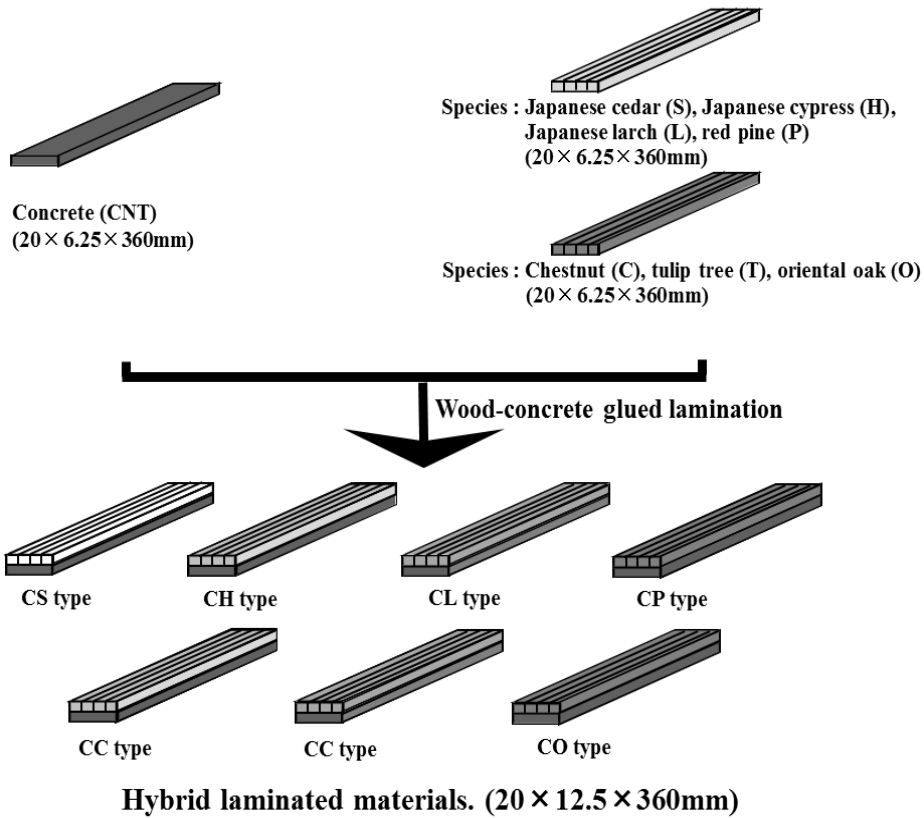 Concrete (CNT)
(20×6.25×360mm)
Species : Japanese cedar (S), Japanese cypress (H),
Japanese larch (L), red pine (P)
(20×6.25×360mm)
Species : Chestnut (C), tulip tree (T), oriental oak (O)
(20×6.25×360mm)
Wood-concrete glued lamination
CS type
CH type
CL type
CP type
CC type
CC type
CO type
Hybrid laminated materials. (20×12.5×360mm)